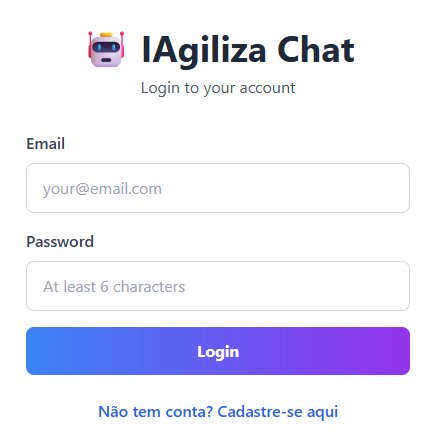 IAgiliza Chat
Login to your account
Email
your@email.com
Password
At least 6 characters
Login
Não tem conta? Cadastre-se aqui